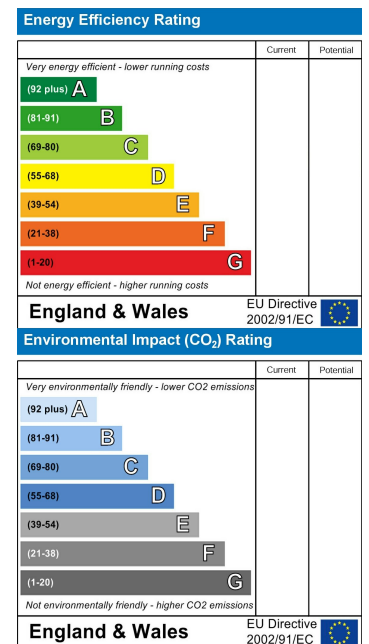 Energy Efficiency Rating
Current Potential
Very energy efficient - lower running costs
(92 plus) A
(81-91) B
(69-80) C
(55-68) D
(39-54) E
(21-38) F
(1-20) G
Not energy efficient - higher running costs
England & Wales EU Directive 2002/91/EC
Environmental Impact (CO₂) Rating
Current Potential
Very environmentally friendly - lower CO2 emissions
(92 plus) A
(81-91) B
(69-80) C
(55-68) D
(39-54) E
(21-38) F
(1-20) G
Not environmentally friendly - higher CO2 emissions
England & Wales EU Directive 2002/91/EC